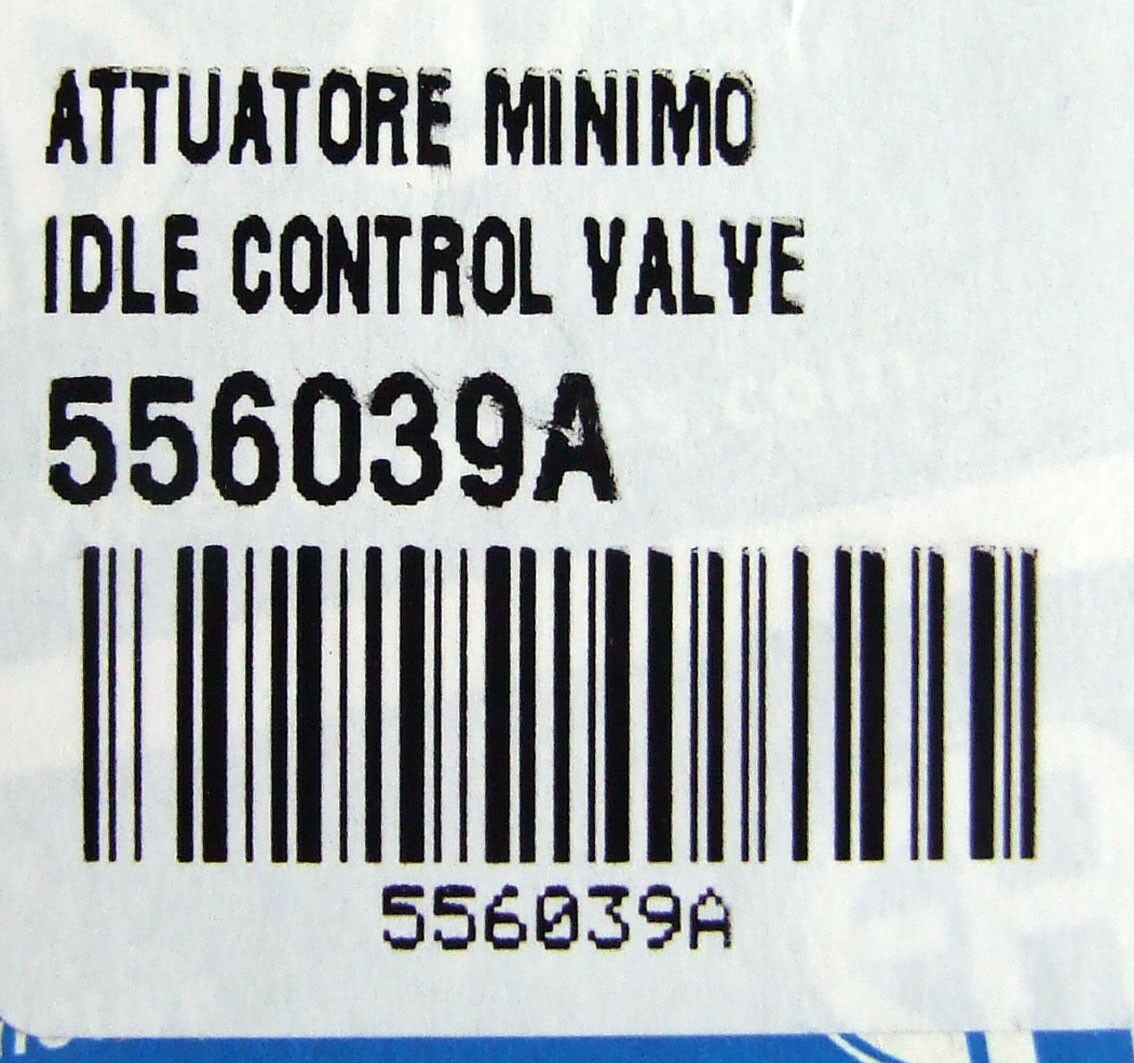 ATTUATORE MINIMO
IDLE CONTROL VALVE
556039A
556039A